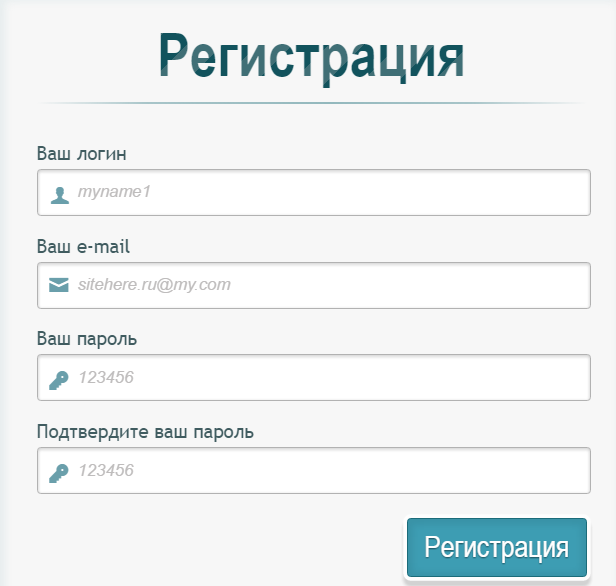 Регистрация
Ваш логин
myname1
Ваш e-mail
sitehere.ru@my.com
Ваш пароль
123456
Подтвердите ваш пароль
123456
Регистрация